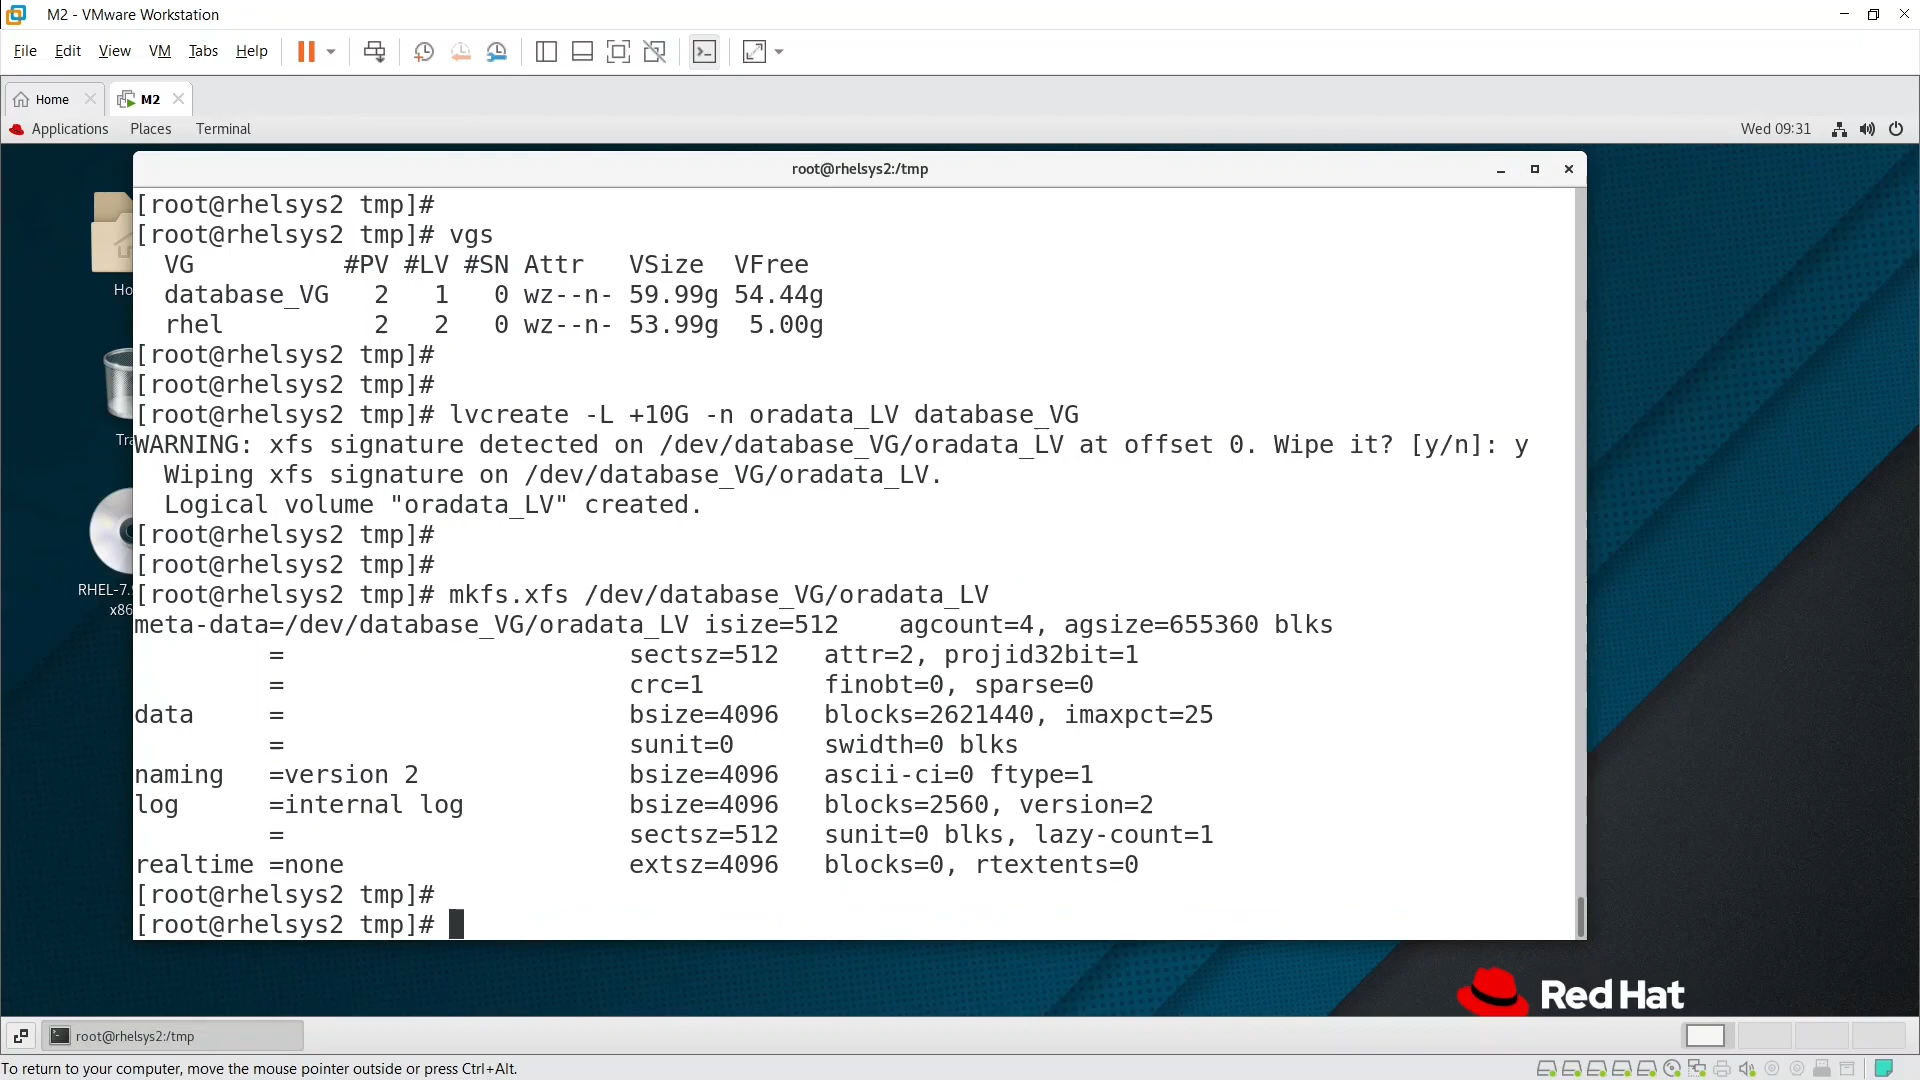 M2 - VMware Workstation
File Edit View VM Tabs Help
Home M2
Applications Places Terminal Wed 09:31
root@rhelsys2:/tmp
[root@rhelsys2 tmp]#
[root@rhelsys2 tmp]# vgs
VG #PV #LV #SN Attr VSize VFree
database_VG 2 1 0 wz--n- 59.99g 54.44g
rhel 2 2 0 wz--n- 53.99g 5.00g
[root@rhelsys2 tmp]#
[root@rhelsys2 tmp]#
[root@rhelsys2 tmp]# lvcreate -L +10G -n oradata_LV database_VG
WARNING: xfs signature detected on /dev/database_VG/oradata_LV at offset 0. Wipe it? [y/n]: y
Wiping xfs signature on /dev/database_VG/oradata_LV.
Logical volume "oradata_LV" created.
[root@rhelsys2 tmp]#
[root@rhelsys2 tmp]#
[root@rhelsys2 tmp]# mkfs.xfs /dev/database_VG/oradata_LV
meta-data=/dev/database_VG/oradata_LV isize=512 agcount=4, agsize=655360 blks
= sectsz=512 attr=2, projid32bit=1
= crc=1 finobt=0, sparse=0
data = bsize=4096 blocks=2621440, imaxpct=25
= sunit=0 swidth=0 blks
naming =version 2 bsize=4096 ascii-ci=0 ftype=1
log =internal log bsize=4096 blocks=2560, version=2
= sectsz=512 sunit=0 blks, lazy-count=1
realtime =none extsz=4096 blocks=0, rtextents=0
[root@rhelsys2 tmp]#
[root@rhelsys2 tmp]#
Ho
Tra
RHEL-7.9
x86
Red Hat
root@rhelsys2:/tmp
To return to your computer, move the mouse pointer outside or press Ctrl+Alt.